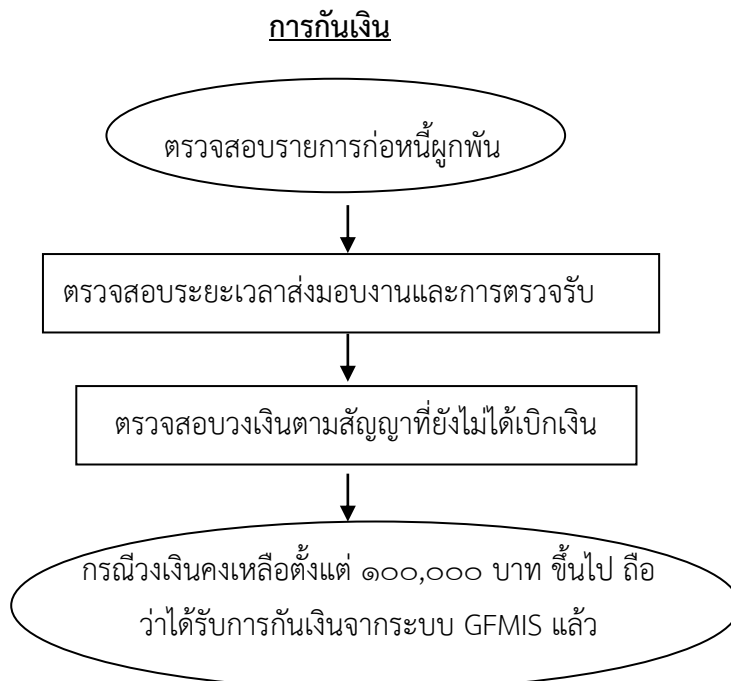 การกันเงิน
ตรวจสอบรายการก่อหนี้ผูกพัน
ตรวจสอบระยะเวลาส่งมอบงานและการตรวจรับ
ตรวจสอบวงเงินตามสัญญาที่ยังไม่ได้เบิกเงิน
กรณีวงเงินคงเหลือตั้งแต่ ๑๐๐,๐๐๐ บาท ขึ้นไป ถือ
ว่าได้รับการกันเงินจากระบบ GFMIS แล้ว